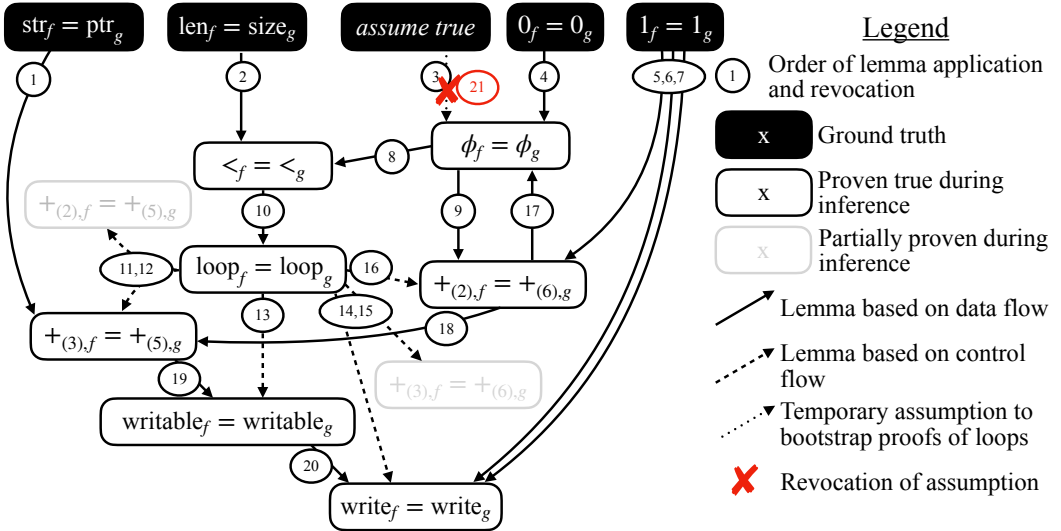 str_f = ptr_g
len_f = size_g
assume true
0_f = 0_g
1_f = 1_g
Legend
1
2
3
21
4
5,6,7
1
Order of lemma application
and revocation
x
Ground truth
ϕ_f = ϕ_g
8
<_f = <_g
x
Proven true during
inference
+_(2),f = +_(5),g
10
9
17
x
Partially proven during
inference
11,12
loop_f = loop_g
16
+_(2),f = +_(6),g
13
14,15
18
Lemma based on data flow
+_(3),f = +_(5),g
Lemma based on control
flow
19
+_(3),f = +_(6),g
writable_f = writable_g
Temporary assumption to
bootstrap proofs of loops
20
write_f = write_g
Revocation of assumption